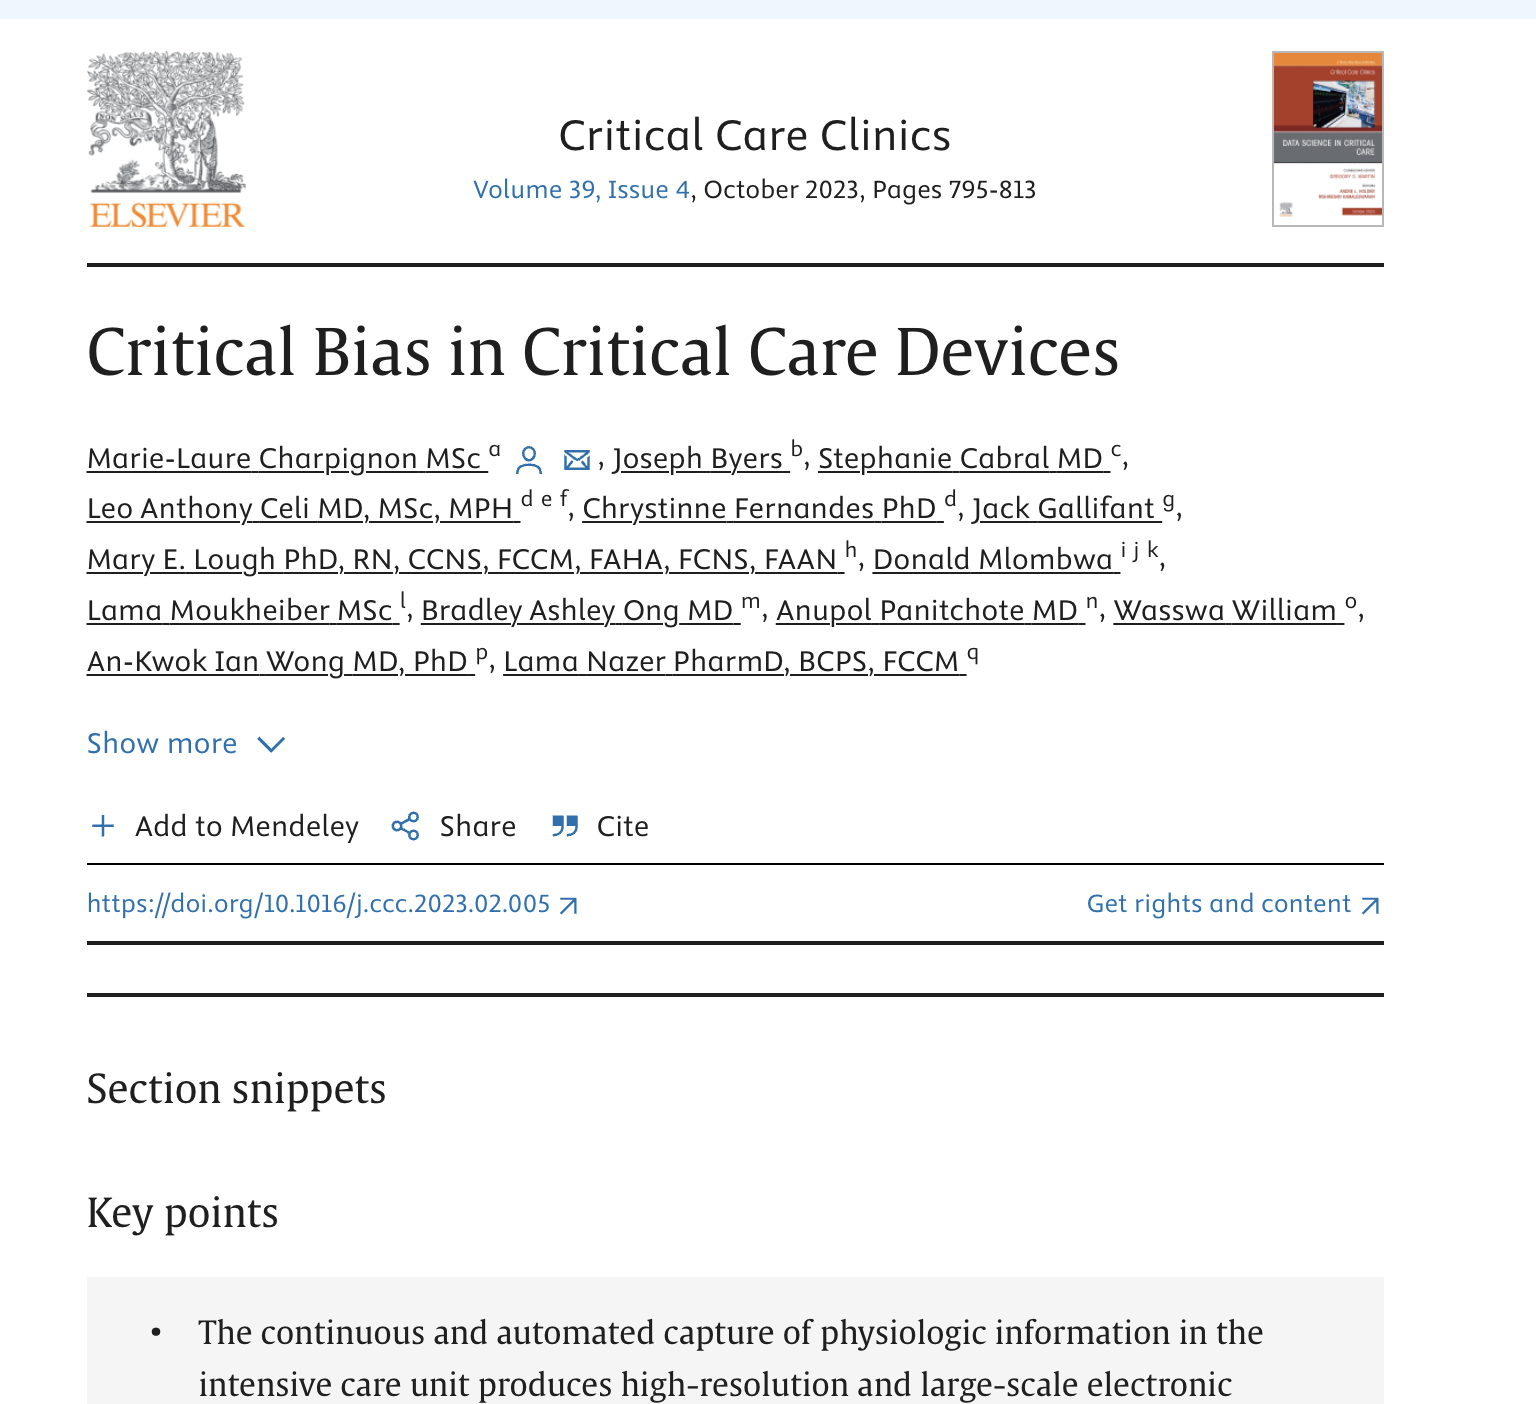 ELSEVIER
Critical Care Clinics
Volume 39, Issue 4, October 2023, Pages 795-813
Critical Care Clinics
DATA SCIENCE IN CRITICAL
CARE
GREGORY S. MARTIN
Critical Bias in Critical Care Devices
Marie-Laure Charpignon MSc a , Joseph Byers b, Stephanie Cabral MD c,
Leo Anthony Celi MD, MSc, MPH d e f, Chrystinne Fernandes PhD d, Jack Gallifant g,
Mary E. Lough PhD, RN, CCNS, FCCM, FAHA, FCNS, FAAN h, Donald Mlombwa i j k,
Lama Moukheiber MSc l, Bradley Ashley Ong MD m, Anupol Panitchote MD n, Wasswa William o,
An-Kwok Ian Wong MD, PhD p, Lama Nazer PharmD, BCPS, FCCM q
Show more
Add to Mendeley Share Cite
https://doi.org/10.1016/j.ccc.2023.02.005 Get rights and content
Section snippets
Key points
• The continuous and automated capture of physiologic information in the
intensive care unit produces high-resolution and large-scale electronic